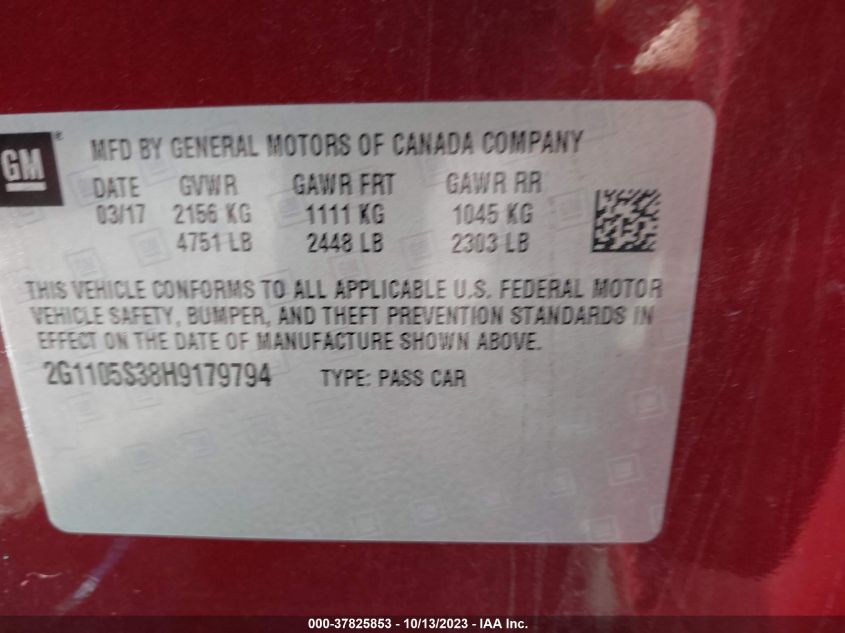 GM
MFD BY GENERAL MOTORS OF CANADA COMPANY
DATE GVWR GAWR FRT GAWR RR
03/17 2156 KG 1111 KG 1045 KG
4751 LB 2448 LB 2303 LB
THIS VEHICLE CONFORMS TO ALL APPLICABLE U.S. FEDERAL MOTOR
VEHICLE SAFETY, BUMPER, AND THEFT PREVENTION STANDARDS IN
EFFECT ON THE DATE OF MANUFACTURE SHOWN ABOVE.
2G1105S38H9179794 TYPE: PASS CAR
000-37825853 - 10/13/2023 - IAA Inc.